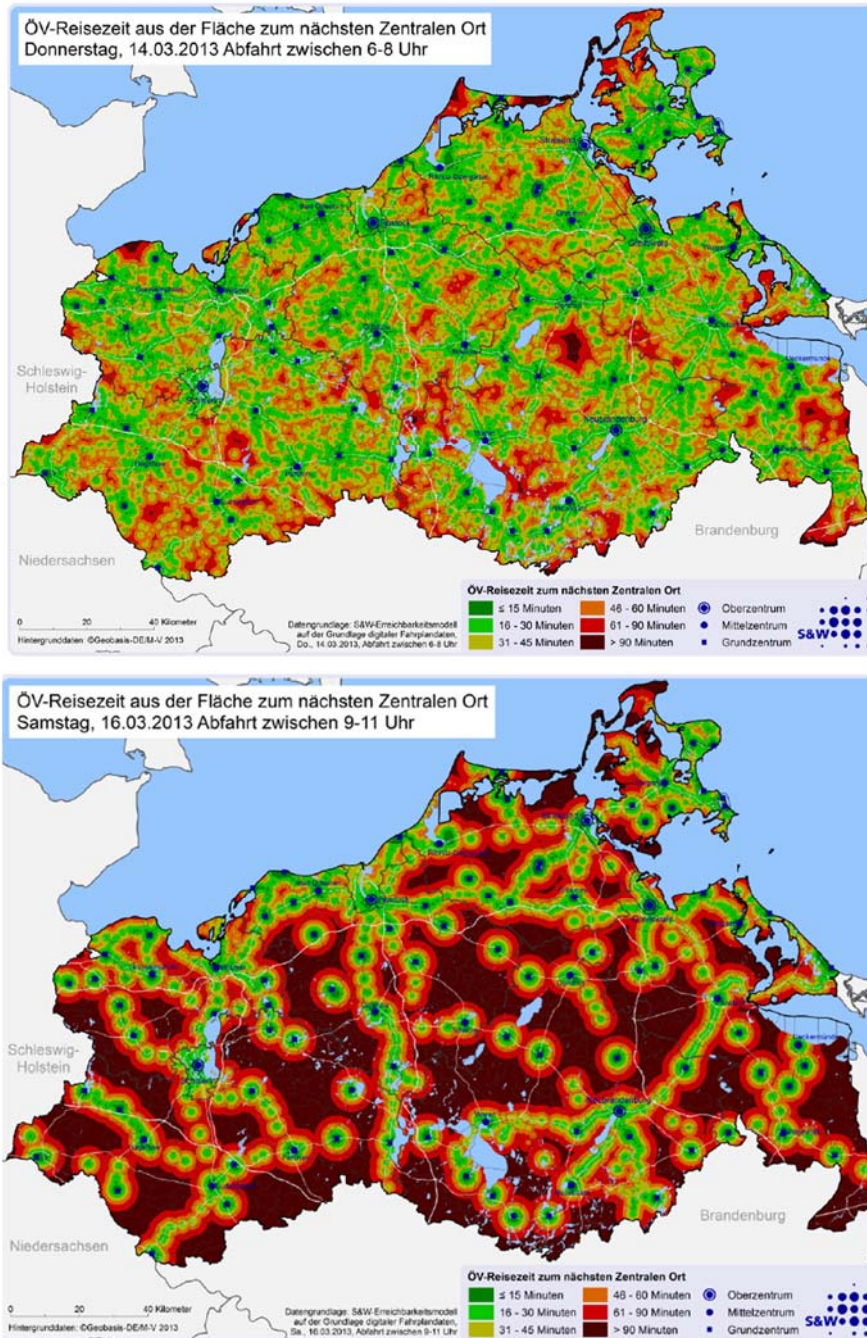 ÖV-Reisezeit aus der Fläche zum nächsten Zentralen Ort
Donnerstag, 14.03.2013 Abfahrt zwischen 6-8 Uhr
Greifswald
Schleswig-
Holstein
Neubrandenburg
Brandenburg
Niedersachsen
0 20 40 Kilometer
Hintergrunddaten: ©Geobasis-DE/M-V 2013
Datengrundlage: S&W-Erreichbarkeitsmodell
auf der Grundlage digitaler Fahrplandaten,
Do., 14.03.2013, Abfahrt zwischen 6-8 Uhr
ÖV-Reisezeit zum nächsten Zentralen Ort
≤ 15 Minuten
16 - 30 Minuten
31 - 45 Minuten
46 - 60 Minuten
61 - 90 Minuten
> 90 Minuten
Oberzentrum
Mittelzentrum
Grundzentrum
S&W
ÖV-Reisezeit aus der Fläche zum nächsten Zentralen Ort
Samstag, 16.03.2013 Abfahrt zwischen 9-11 Uhr
Greifswald
Schleswig-
Holstein
Ueckermünde
Neubrandenburg
Brandenburg
Niedersachsen
0 20 40 Kilometer
Hintergrunddaten: ©Geobasis-DE/M-V 2013
Datengrundlage: S&W-Erreichbarkeitsmodell
auf der Grundlage digitaler Fahrplandaten,
Sa., 16.03.2013, Abfahrt zwischen 9-11 Uhr
ÖV-Reisezeit zum nächsten Zentralen Ort
≤ 15 Minuten
16 - 30 Minuten
31 - 45 Minuten
46 - 60 Minuten
61 - 90 Minuten
> 90 Minuten
Oberzentrum
Mittelzentrum
Grundzentrum
S&W